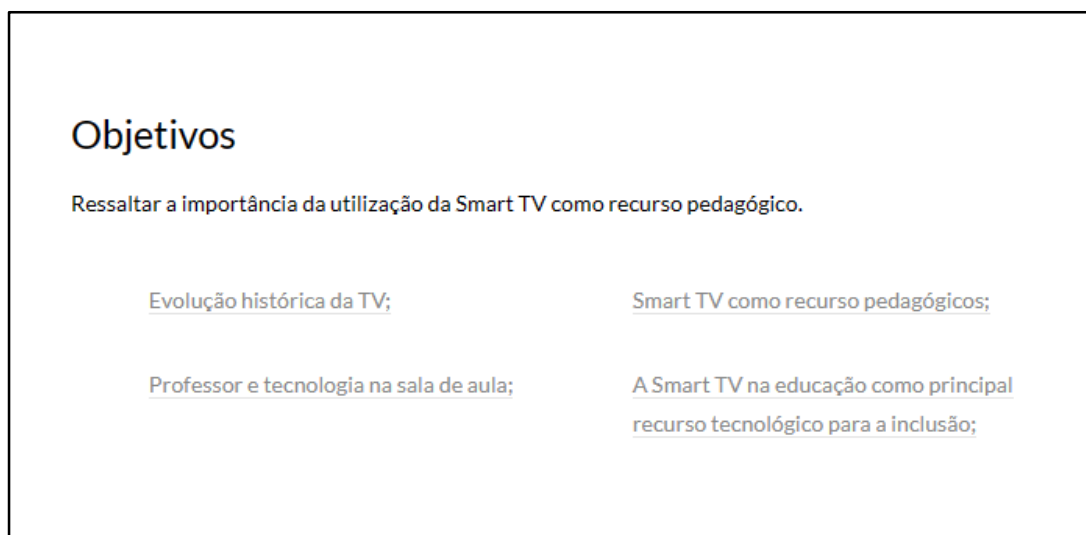 Objetivos
Ressaltar a importância da utilização da Smart TV como recurso pedagógico.
Evolução histórica da TV;
Smart TV como recurso pedagógicos;
Professor e tecnologia na sala de aula;
A Smart TV na educação como principal
recurso tecnológico para a inclusão;